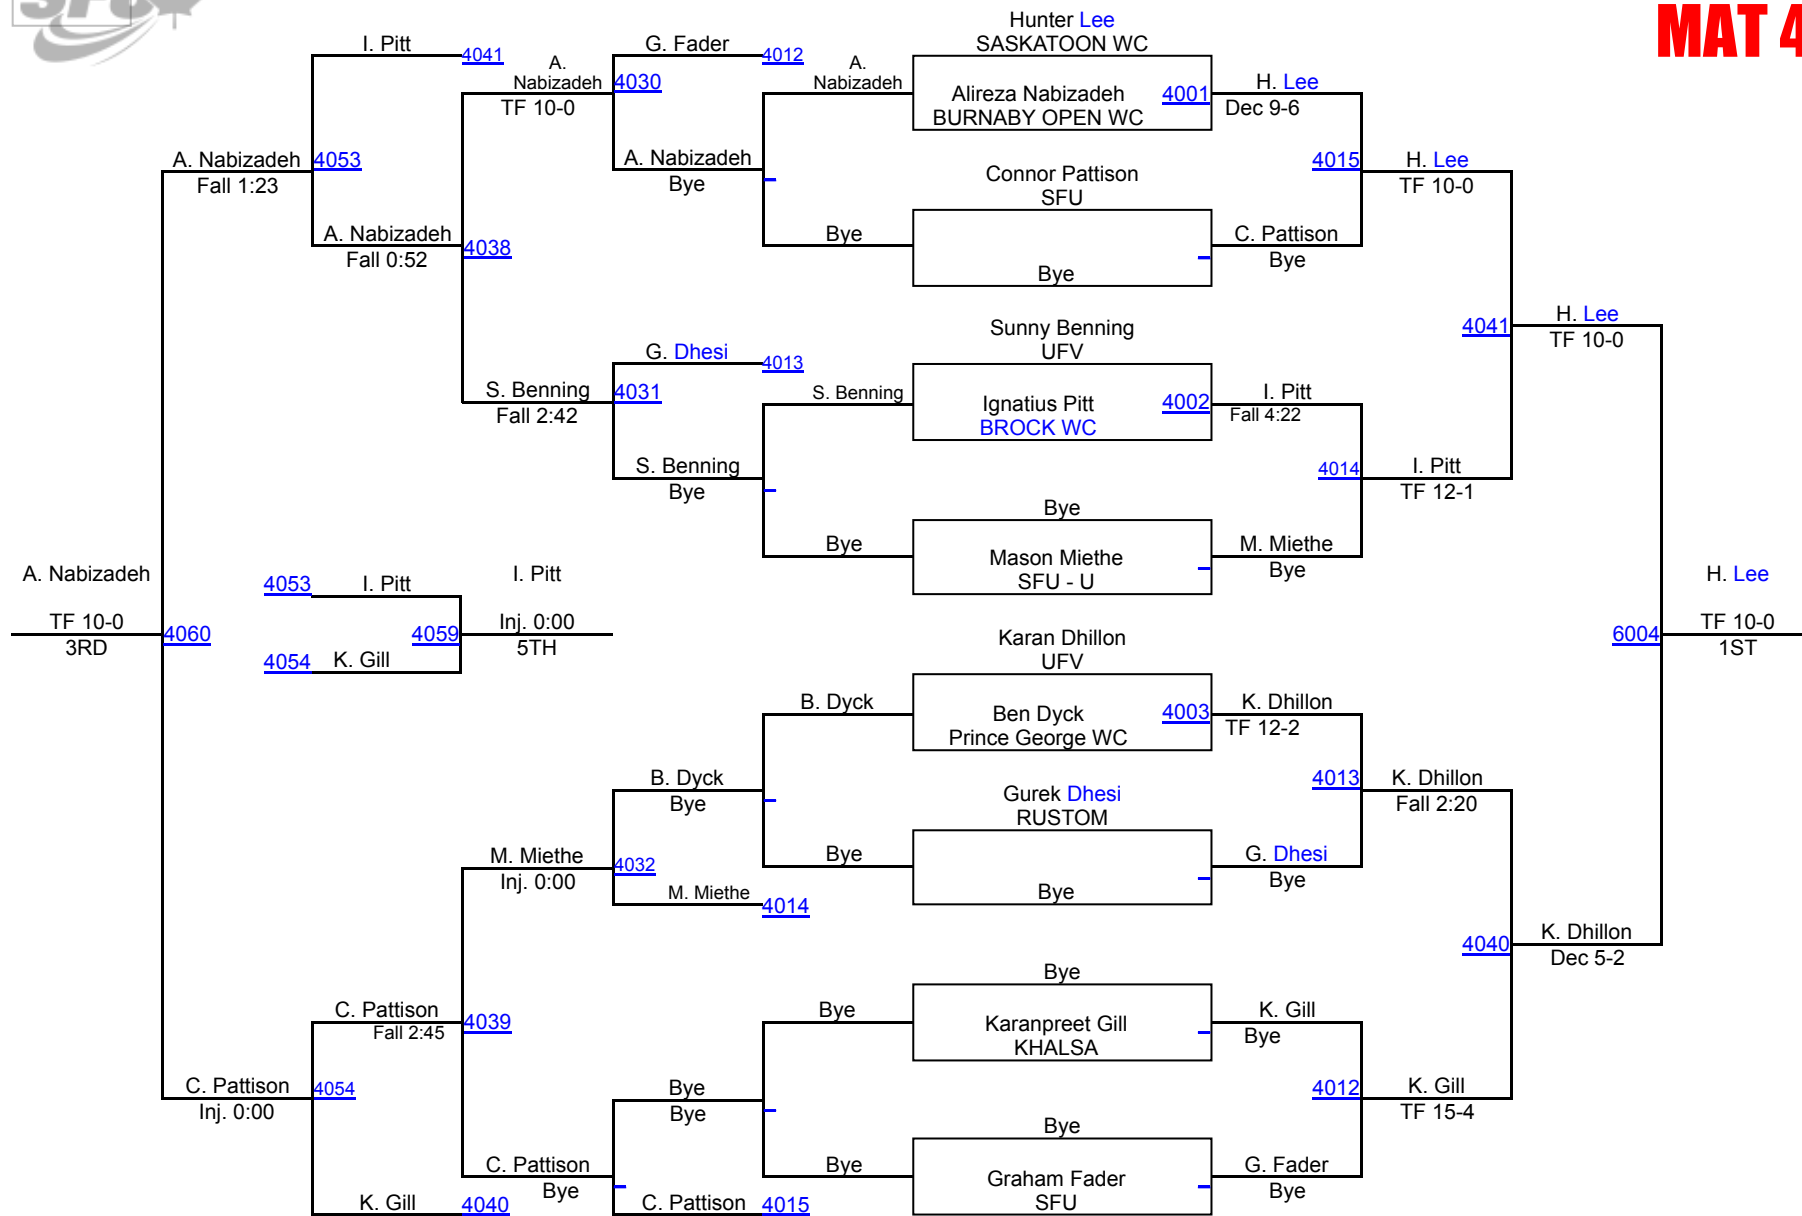 SFU
MAT 4
Hunter Lee
SASKATOON WC
I. Pitt
4041
G. Fader
4012
A.
Nabizadeh
4030
TF 10-0
A.
Nabizadeh
Alireza Nabizadeh
4001
BURNABY OPEN WC
H. Lee
Dec 9-6
A. Nabizadeh
4053
Fall 1:23
A. Nabizadeh
Bye
Connor Pattison
SFU
4015
H. Lee
TF 10-0
A. Nabizadeh
4038
Fall 0:52
Bye
Bye
C. Pattison
Bye
Sunny Benning
UFV
4041
H. Lee
TF 10-0
G. Dhesi
4013
S. Benning
4031
Fall 2:42
S. Benning
Ignatius Pitt
4002
BROCK WC
I. Pitt
Fall 4:22
S. Benning
Bye
4014
I. Pitt
TF 12-1
Bye
Bye
Mason Miethe
SFU - U
M. Miethe
Bye
A. Nabizadeh
TF 10-0
4060
3RD
4053
I. Pitt
I. Pitt
4059
Inj. 0:00
5TH
4054
K. Gill
H. Lee
6004
TF 10-0
1ST
Karan Dhillon
UFV
B. Dyck
Ben Dyck
4003
Prince George WC
K. Dhillon
TF 12-2
B. Dyck
Bye
Gurek Dhesi
RUSTOM
4013
K. Dhillon
Fall 2:20
M. Miethe
4032
Inj. 0:00
Bye
Bye
G. Dhesi
Bye
M. Miethe
4014
4040
K. Dhillon
Dec 5-2
Bye
C. Pattison
4039
Fall 2:45
Bye
Karanpreet Gill
KHALSA
K. Gill
Bye
C. Pattison
4054
Inj. 0:00
Bye
Bye
4012
K. Gill
TF 15-4
Bye
C. Pattison
Bye
Bye
Graham Fader
SFU
G. Fader
Bye
K. Gill
4040
C. Pattison
4015